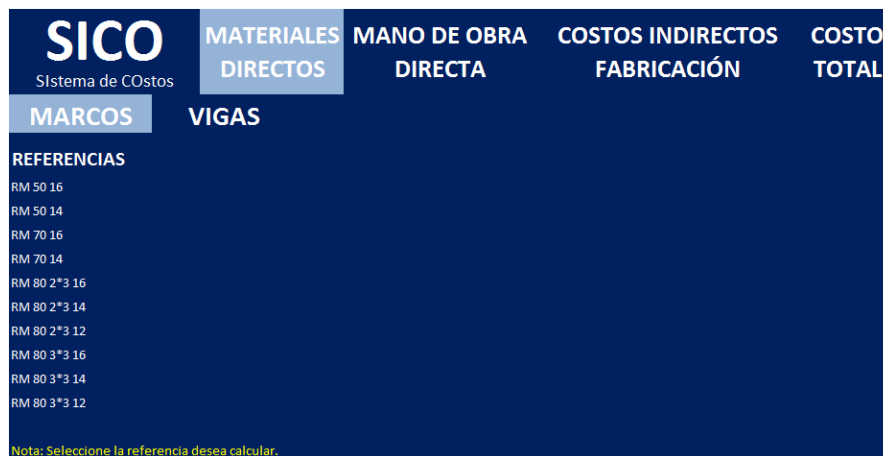 SICO
SIstema de COstos
MATERIALES
DIRECTOS
MANO DE OBRA
DIRECTA
COSTOS INDIRECTOS
FABRICACIÓN
COSTO
TOTAL
MARCOS
VIGAS
REFERENCIAS
RM 50 16
RM 50 14
RM 70 16
RM 70 14
RM 80 2*3 16
RM 80 2*3 14
RM 80 2*3 12
RM 80 3*3 16
RM 80 3*3 14
RM 80 3*3 12
Nota: Seleccione la referencia desea calcular.